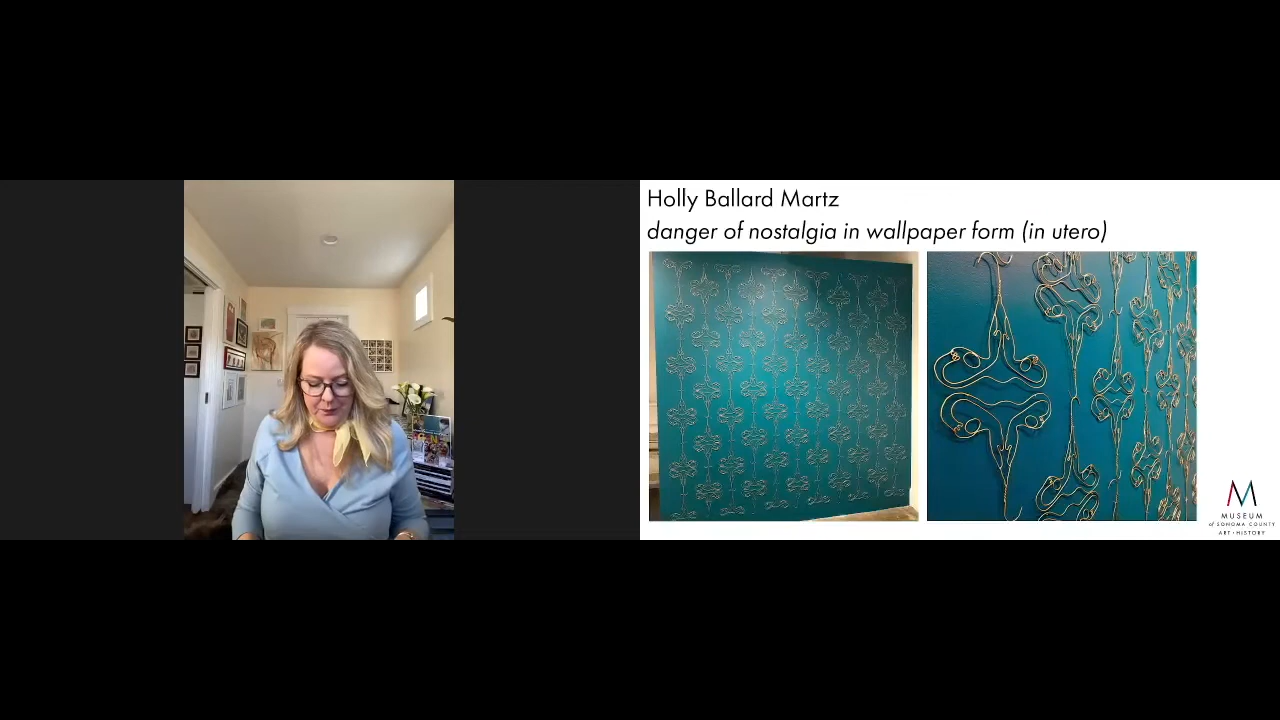 Holly Ballard Martz
danger of nostalgia in wallpaper form (in utero)
MUSEUM
of SONOMA COUNTY
ART + HISTORY